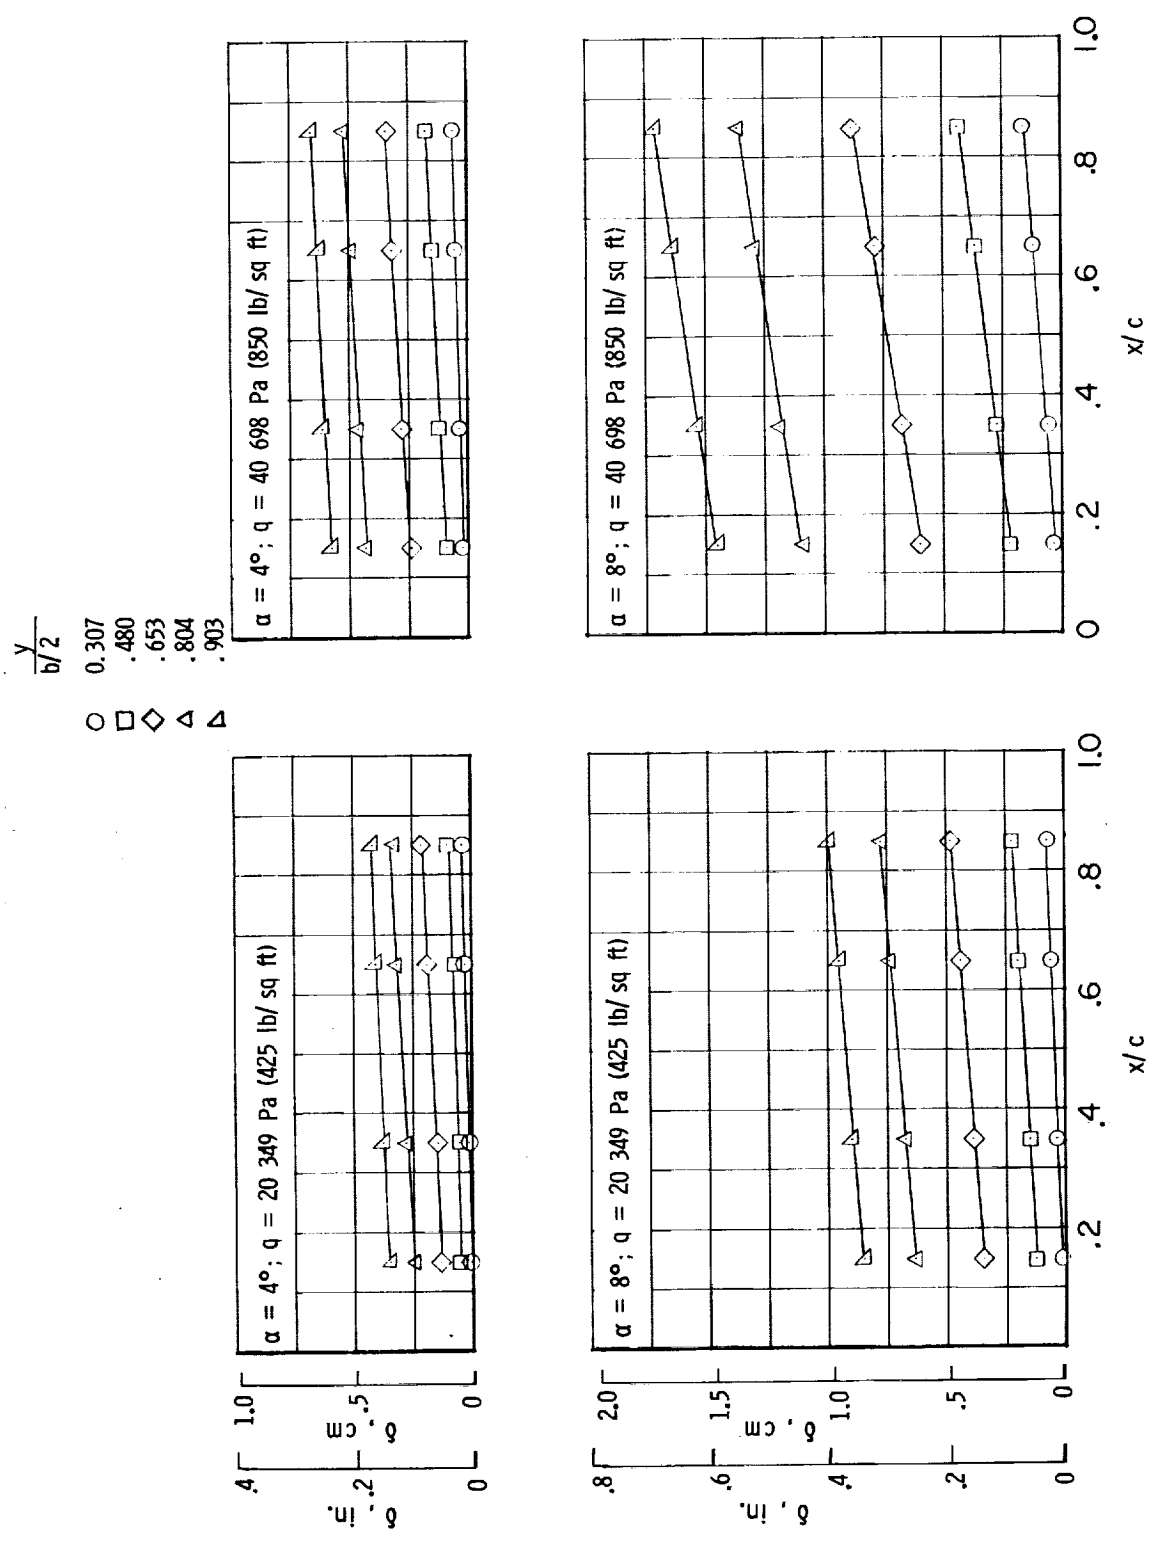 y
b/2
0.307
.480
.653
.804
.903
α = 4°; q = 20 349 Pa (425 lb/sq ft)
α = 4°; q = 40 698 Pa (850 lb/sq ft)
.4
.2
0
δ, in.
1.0
.5
0
δ, cm
α = 8°; q = 20 349 Pa (425 lb/sq ft)
α = 8°; q = 40 698 Pa (850 lb/sq ft)
.8
.6
.4
.2
0
δ, in.
2.0
1.5
1.0
.5
0
δ, cm
.2 .4 .6 .8 1.0
x/c
0 .2 .4 .6 .8 1.0
x/c